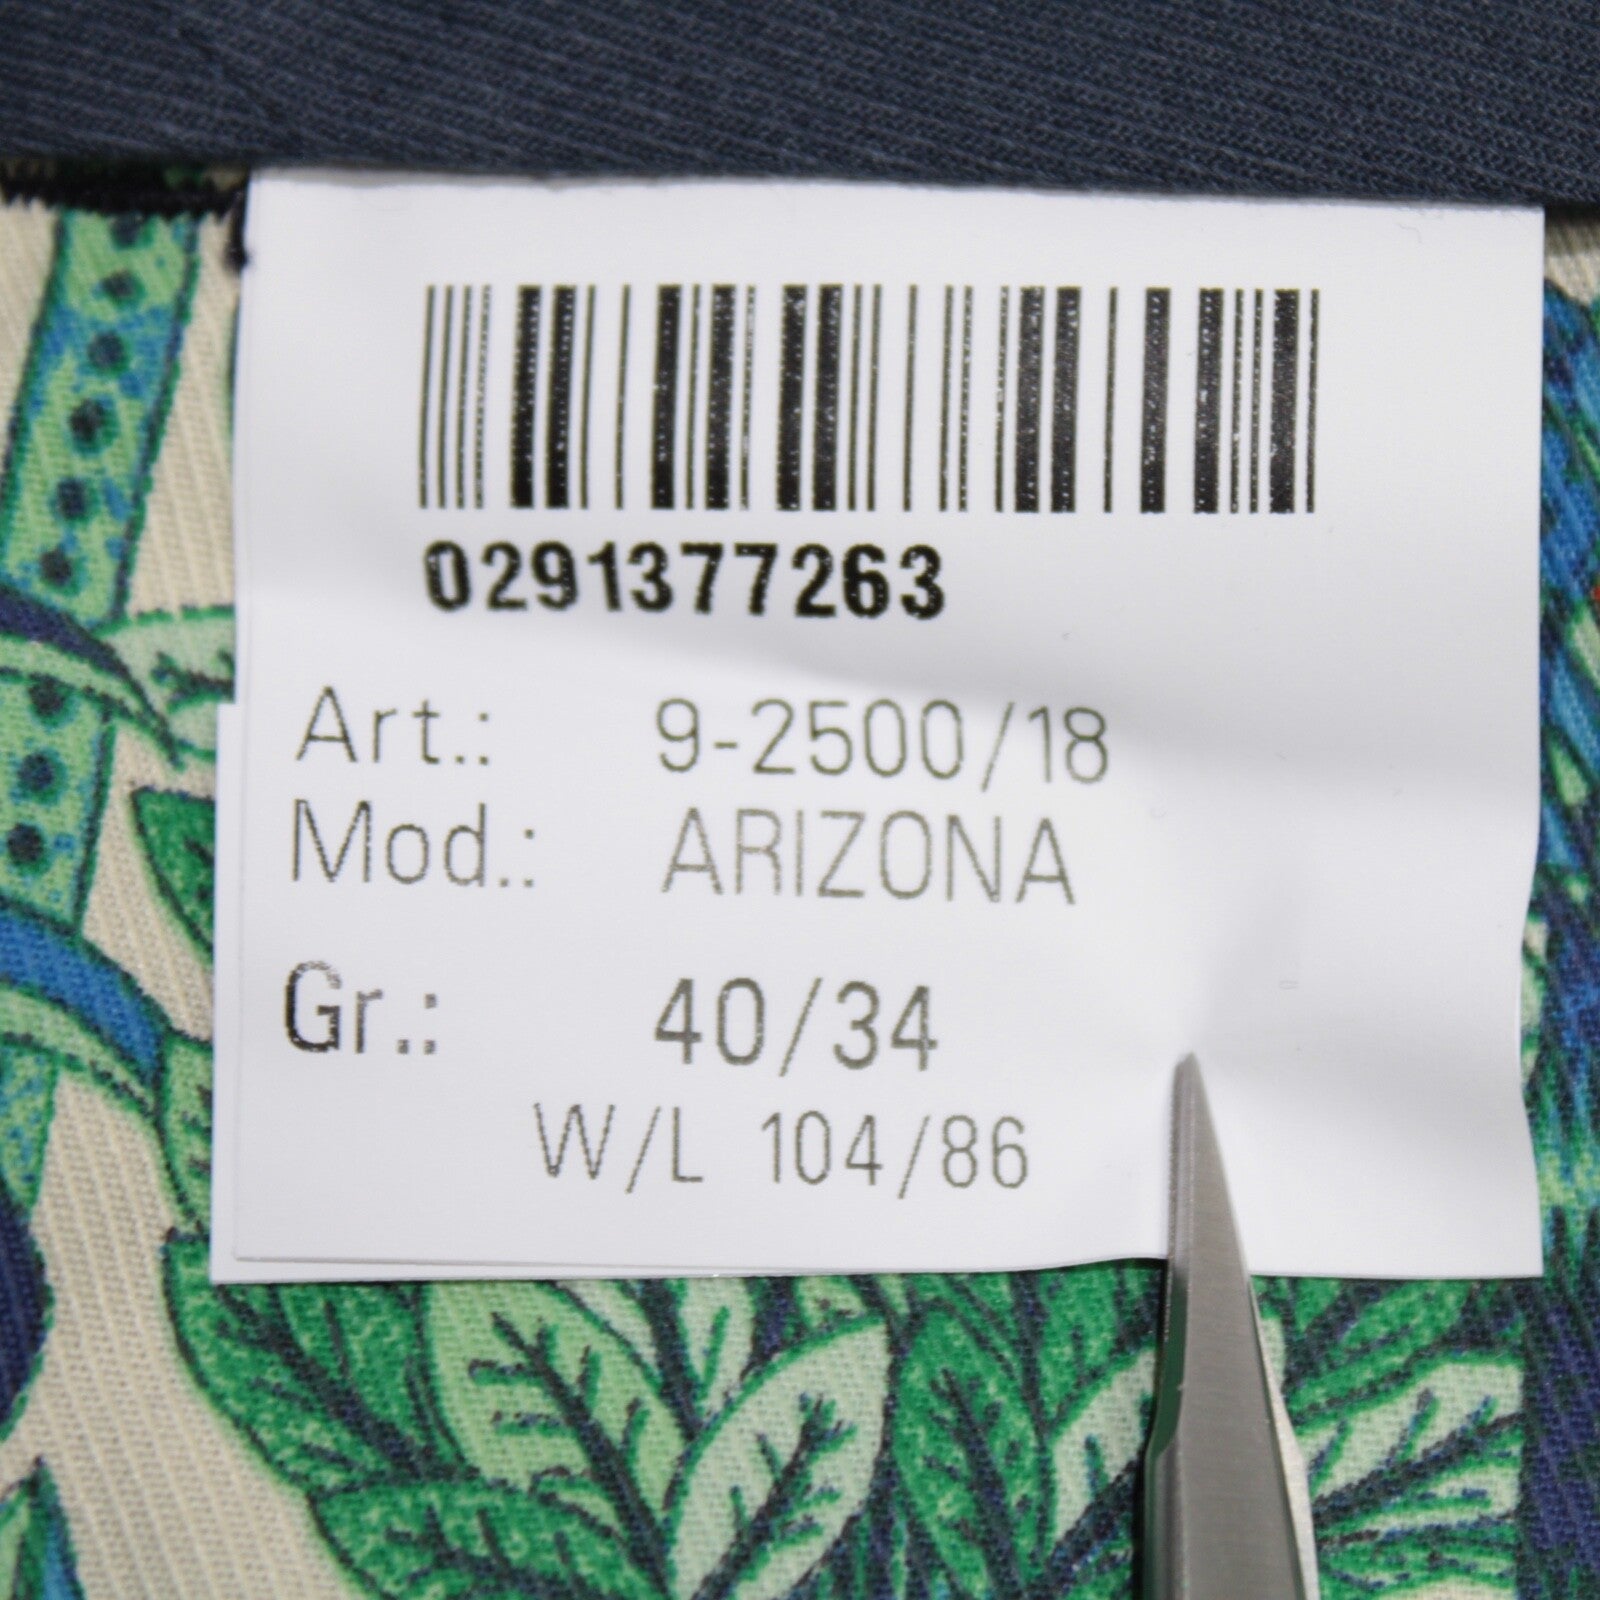 0291377263
Art.: 9-2500/18
Mod.: ARIZONA
Gr.: 40/34
W/L 104/86